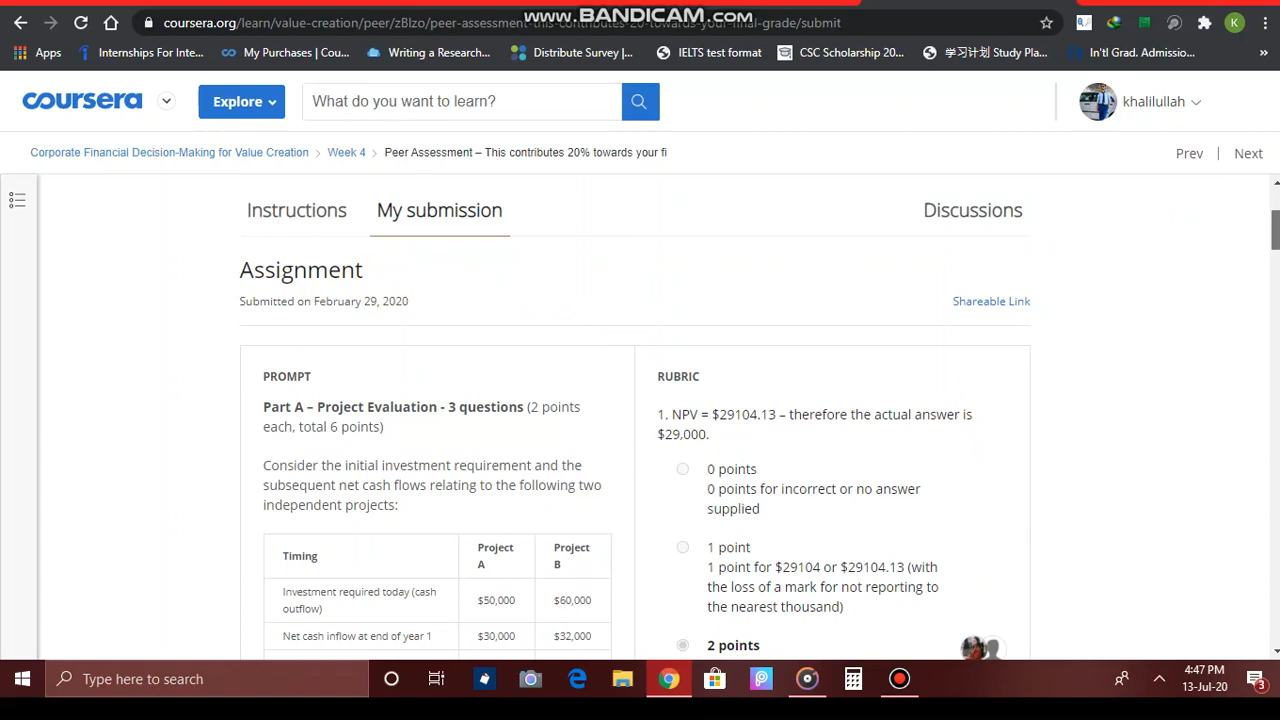 www.BANDICAM.com
coursera.org/learn/value-creation/peer/zBlzo/peer-assessment-this-contributes-20-towards-your-final-grade/submit
K
Apps
Internships For Inte...
My Purchases | Cour...
Writing a Research...
Distribute Survey |...
IELTS test format
CSC Scholarship 20...
学习计划 Study Plan...
In'tl Grad. Admissio...
»
coursera
Explore
What do you want to learn?
khalilullah
Corporate Financial Decision-Making for Value Creation > Week 4 > Peer Assessment – This contributes 20% towards your fi
Prev | Next
Instructions
My submission
Discussions
Assignment
Submitted on February 29, 2020
Shareable Link
PROMPT
Part A – Project Evaluation - 3 questions (2 points
each, total 6 points)
Consider the initial investment requirement and the
subsequent net cash flows relating to the following two
independent projects:
Timing
Project
A
Project
B
Investment required today (cash
outflow)
$50,000
$60,000
Net cash inflow at end of year 1
$30,000
$32,000
RUBRIC
1. NPV = $29104.13 – therefore the actual answer is
$29,000.
0 points
0 points for incorrect or no answer
supplied
1 point
1 point for $29104 or $29104.13 (with
the loss of a mark for not reporting to
the nearest thousand)
2 points
Type here to search
4:47 PM
13-Jul-20
3